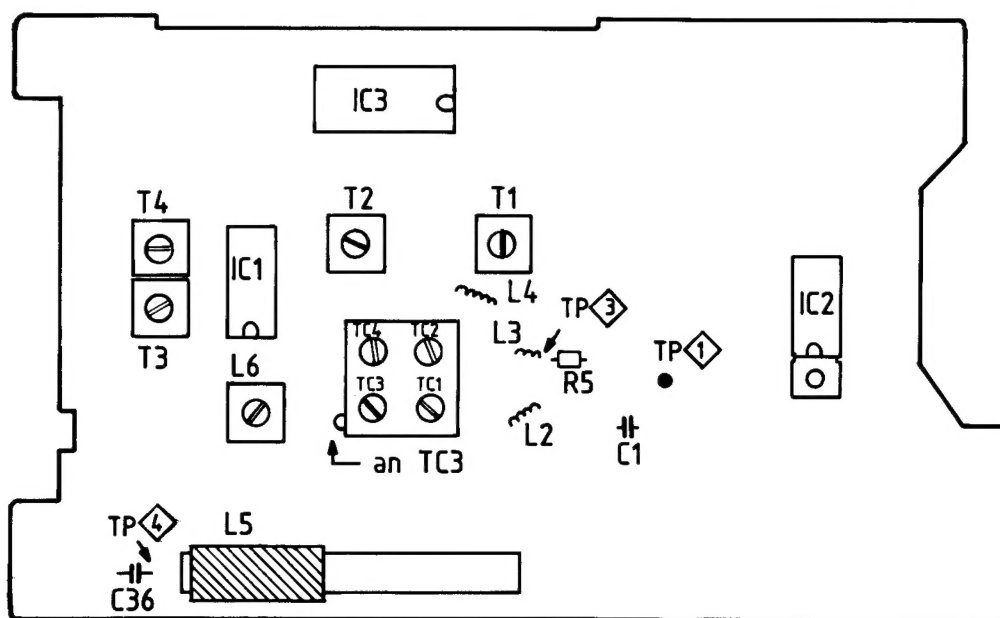 IC3
T4
T2
T1
IC1
L4
TP 3
IC2
T3
TC4
TC2
L3
TP 1
L6
R5
TC3
TC1
L2
C1
an TC3
TP 4
L5
C36